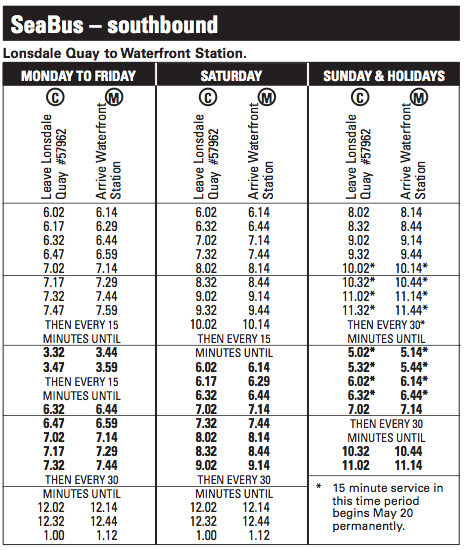 SeaBus – southbound
Lonsdale Quay to Waterfront Station.
MONDAY TO FRIDAY SATURDAY SUNDAY & HOLIDAYS
C M C M C M
Leave Lonsdale
Quay #57962
Arrive Waterfront
Station
Leave Lonsdale
Quay #57962
Arrive Waterfront
Station
Leave Lonsdale
Quay #57962
Arrive Waterfront
Station
6.02 6.14 6.02 6.14 8.02 8.14
6.17 6.29 6.32 6.44 8.32 8.44
6.32 6.44 7.02 7.14 9.02 9.14
6.47 6.59 7.32 7.44 9.32 9.44
7.02 7.14 8.02 8.14 10.02* 10.14*
7.17 7.29 8.32 8.44 10.32* 10.44*
7.32 7.44 9.02 9.14 11.02* 11.14*
7.47 7.59 9.32 9.44 11.32* 11.44*
THEN EVERY 15 10.02 10.14 THEN EVERY 30*
MINUTES UNTIL THEN EVERY 15 MINUTES UNTIL
3.32 3.44 MINUTES UNTIL 5.02* 5.14*
3.47 3.59 6.02 6.14 5.32* 5.44*
THEN EVERY 15 6.17 6.29 6.02* 6.14*
MINUTES UNTIL 6.32 6.44 6.32* 6.44*
6.32 6.44 7.02 7.14 7.02 7.14
6.47 6.59 7.32 7.44 THEN EVERY 30
7.02 7.14 8.02 8.14 MINUTES UNTIL
7.17 7.29 8.32 8.44 10.32 10.44
7.32 7.44 9.02 9.14 11.02 11.14
THEN EVERY 30 THEN EVERY 30
MINUTES UNTIL MINUTES UNTIL * 15 minute service in
12.02 12.14 12.02 12.14 this time period
12.32 12.44 12.32 12.44 begins May 20
1.00 1.12 1.00 1.12 permanently.